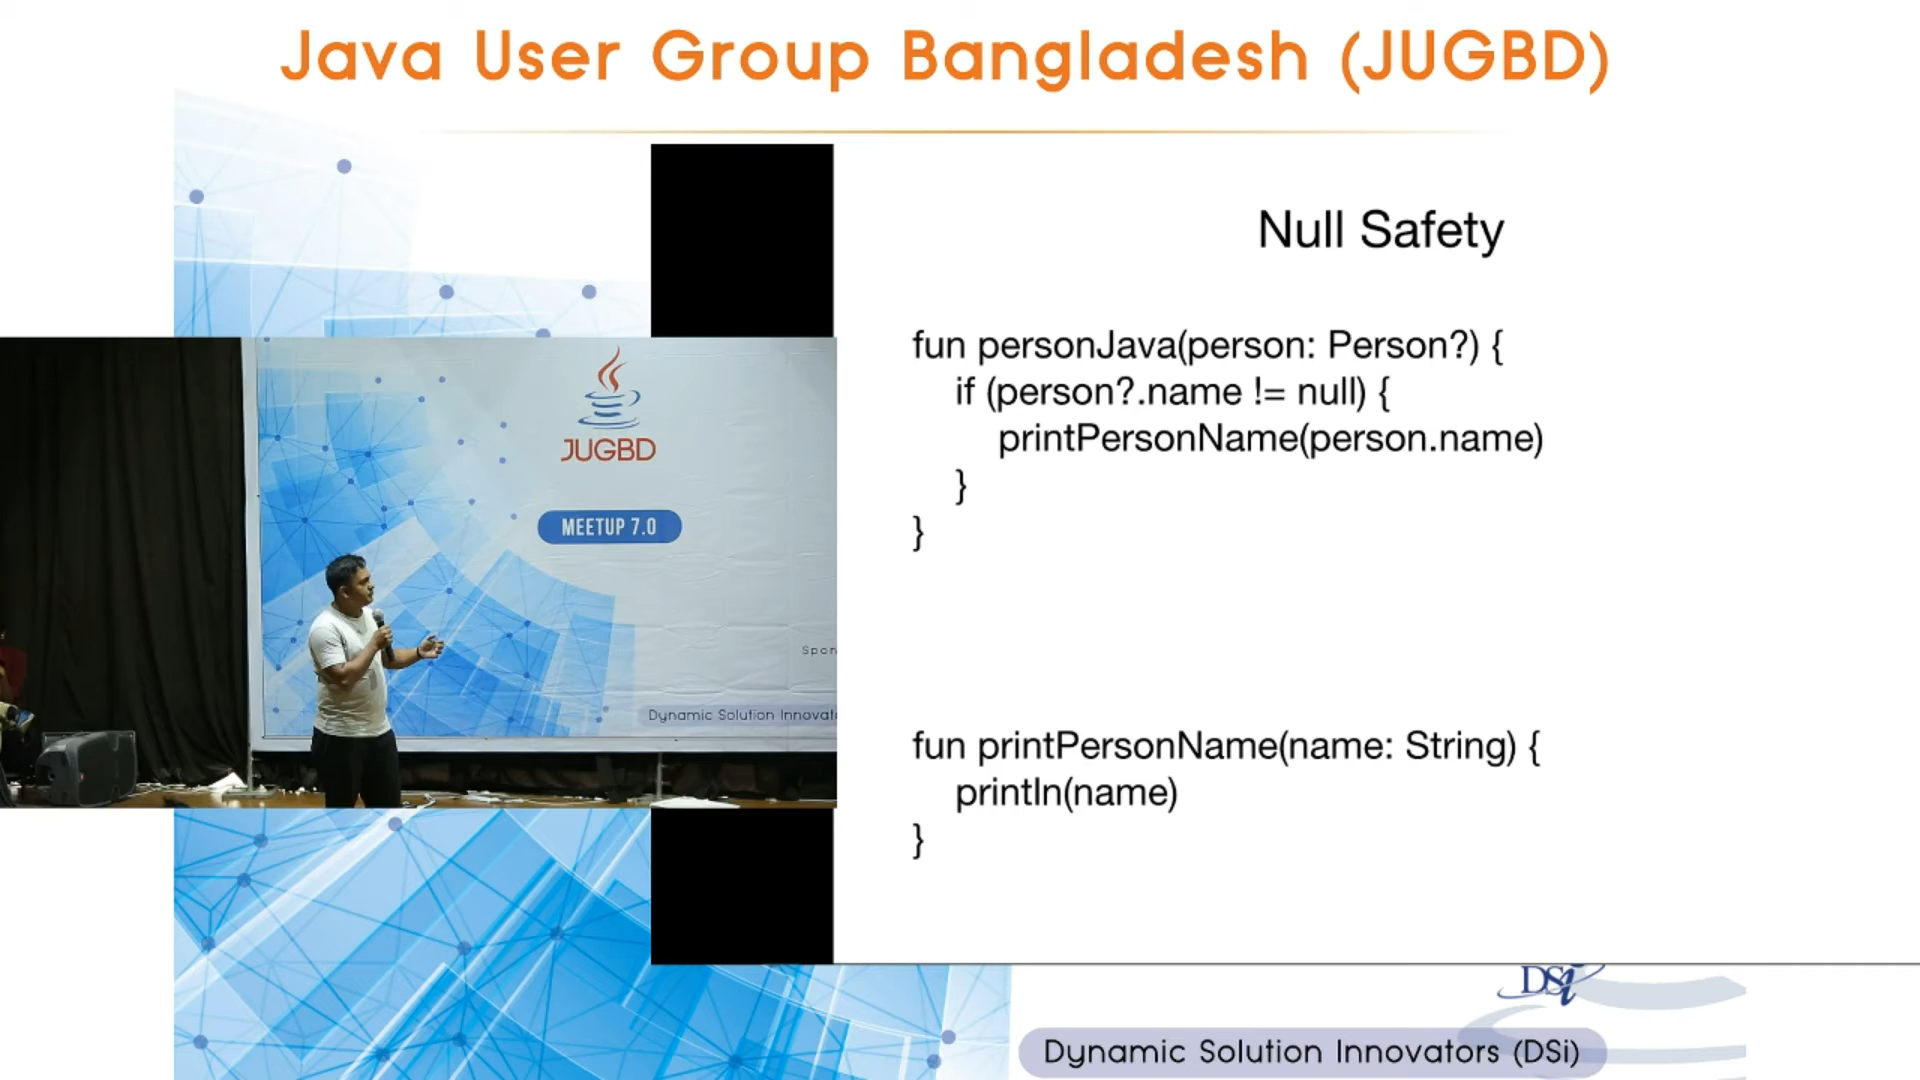 Java User Group Bangladesh (JUGBD)
JUGBD
MEETUP 7.0
Dynamic Solution
Null Safety
fun personJava(person: Person?) {
if (person?.name != null) {
printPersonName(person.name)
}
}
fun printPersonName(name: String) {
println(name)
}
DSi
Dynamic Solution Innovators (DSi)